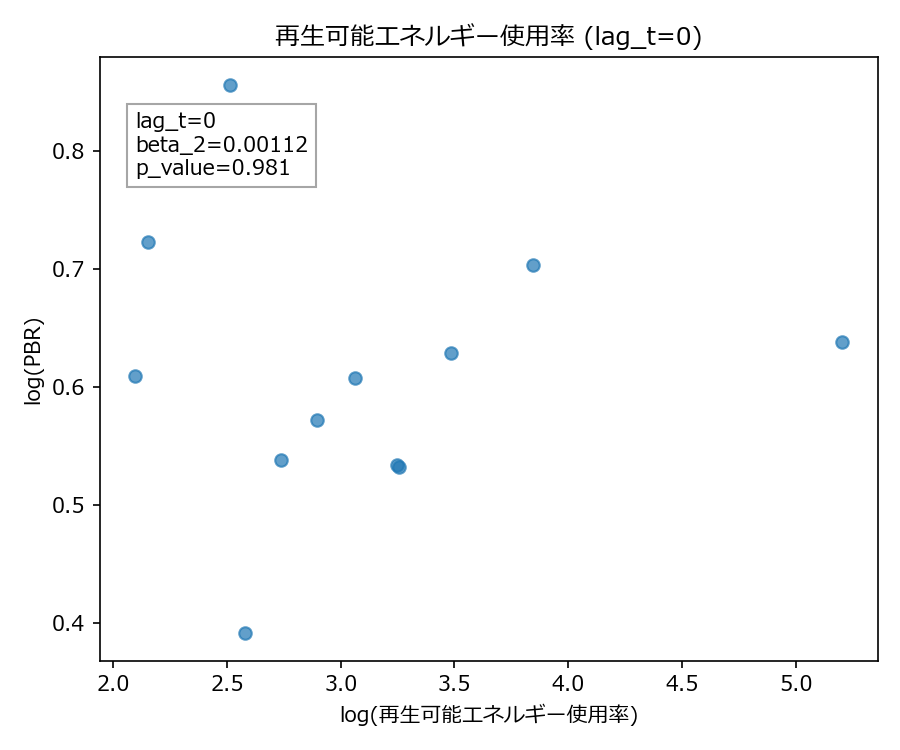 再生可能エネルギー使用率 (lag_t=0)
lag_t=0
beta_2=0.00112
p_value=0.981
log(PBR)
0.8
0.7
0.6
0.5
0.4
2.0 2.5 3.0 3.5 4.0 4.5 5.0
log(再生可能エネルギー使用率)